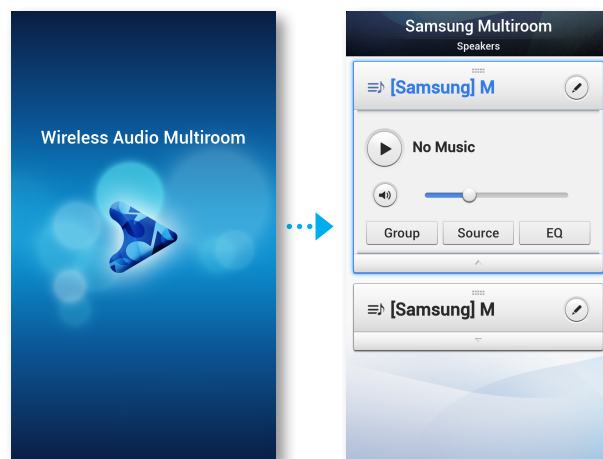 Wireless Audio Multiroom
Samsung Multiroom
Speakers
[Samsung] M
No Music
Group Source EQ
[Samsung] M